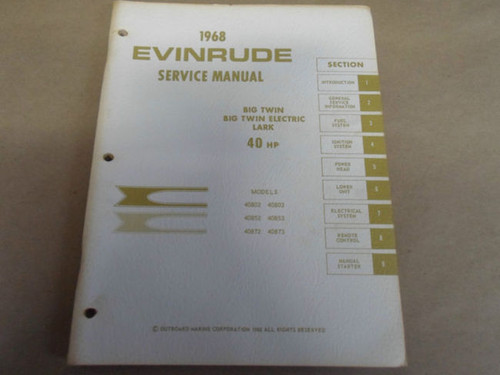 1968
EVINRUDE
SERVICE MANUAL
BIG TWIN
BIG TWIN ELECTRIC
LARK
40 HP
MODELS
40802 40803
40852 40853
40872 40873
SECTION
INTRODUCTION 1
GENERAL
SERVICE 2
INFORMATION
FUEL 3
SYSTEM
IGNITION 4
SYSTEM
POWER 5
HEAD
LOWER 6
UNIT
ELECTRICAL 7
SYSTEM
REMOTE 8
CONTROL
MANUAL 9
STARTER
© OUTBOARD MARINE CORPORATION 1968 ALL RIGHTS RESERVED